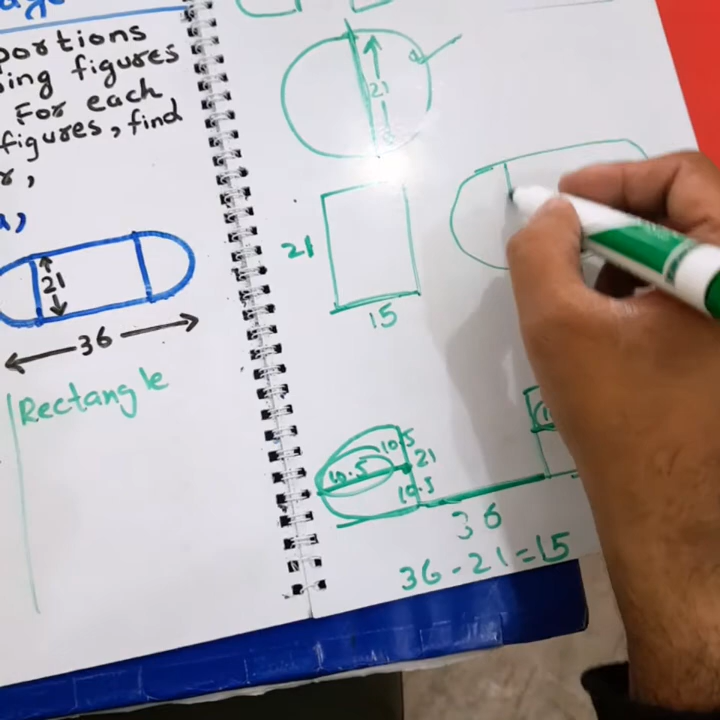 portions
figures
For each
figures, find
21
36
Rectangle
21
21
15
10.5
10.5
21
10.5
36
36 - 21 = 15